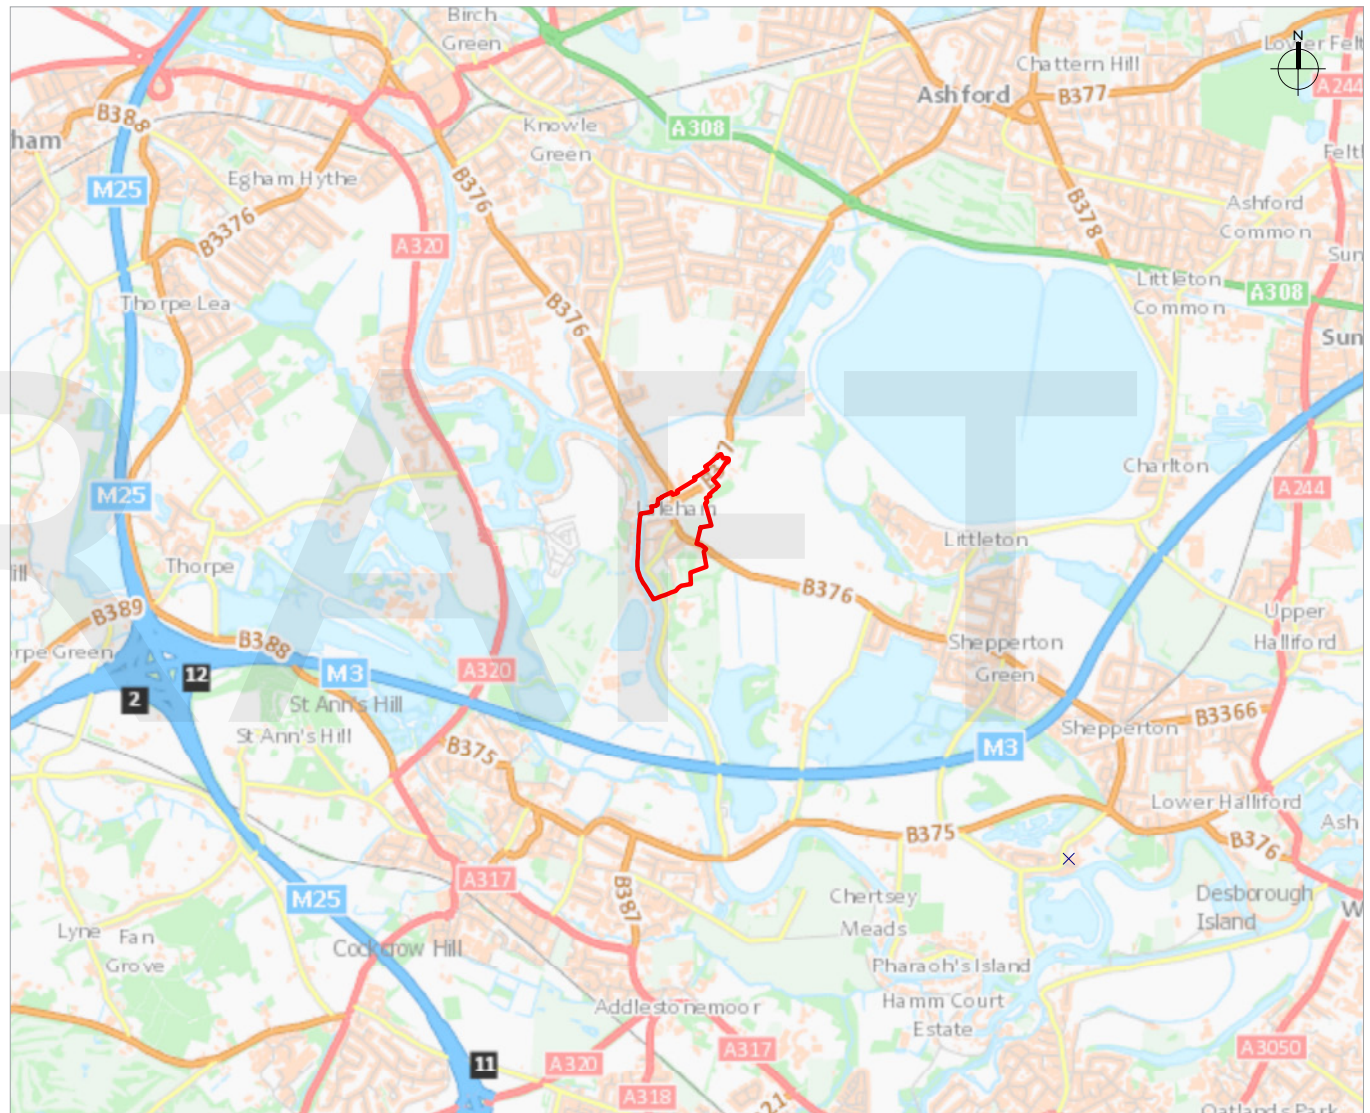 Birch
Green
N
Lower Felt
Chattern Hill
A244
Ashford
B377
B388
A308
Knowle
Green
ham
Felt
M25
Egham Hythe
B376
B378
Ashford
Common
B3376
A320
Sun
Thorpe Lea
B376
Littleton
Common
A308
Sun
RAFT
Charlton
M25
A244
Littleton
Thorpe
ill
B376
B389
Upper
Halliford
rpe Green
B388
Shepperton
Green
M3
A320
12
2
St Ann's Hill
St Ann's Hill
B3366
Shepperton
M3
B375
Lower Halliford
Ash
B375
B376
A317
M25
B387
Chertsey
Meads
Desborough
Island
W
Lyne
Fan
Grove
Cockcrow Hill
Pharaoh's Island
Addlestonemoor
Hamm Court
Estate
11
A320
A317
A3050
A318
21
Oatlands Park